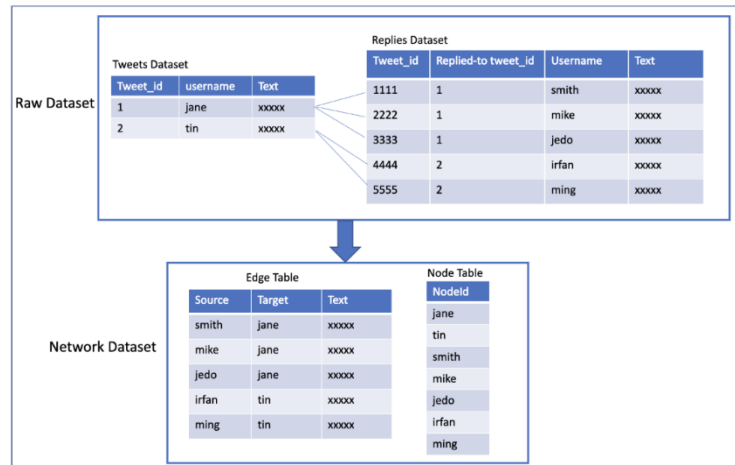 Raw Dataset
Tweets Dataset
Tweet_id username Text
1 jane xxxxx
2 tin xxxxx
Replies Dataset
Tweet_id Replied-to tweet_id Username Text
1111 1 smith xxxxx
2222 1 mike xxxxx
3333 1 jedo xxxxx
4444 2 irfan xxxxx
5555 2 ming xxxxx
Network Dataset
Edge Table
Source Target Text
smith jane xxxxx
mike jane xxxxx
jedo jane xxxxx
irfan tin xxxxx
ming tin xxxxx
Node Table
NodeId
jane
tin
smith
mike
jedo
irfan
ming